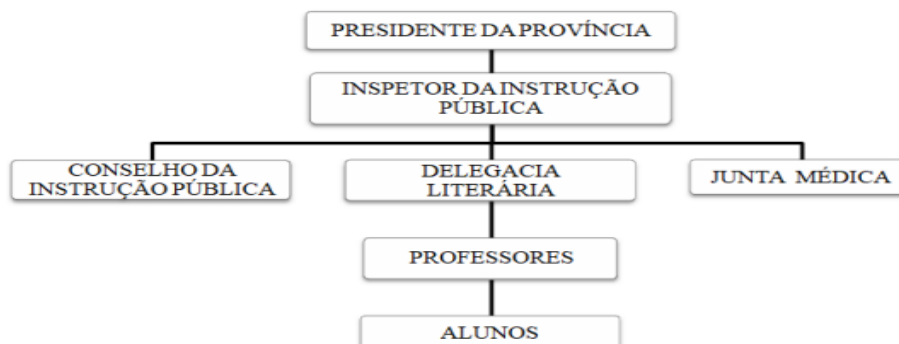 PRESIDENTE DA PROVÍNCIA
INSPETOR DA INSTRUÇÃO
PÚBLICA
CONSELHO DA
INSTRUÇÃO PÚBLICA
DELEGACIA
LITERÁRIA
JUNTA MÉDICA
PROFESSORES
ALUNOS